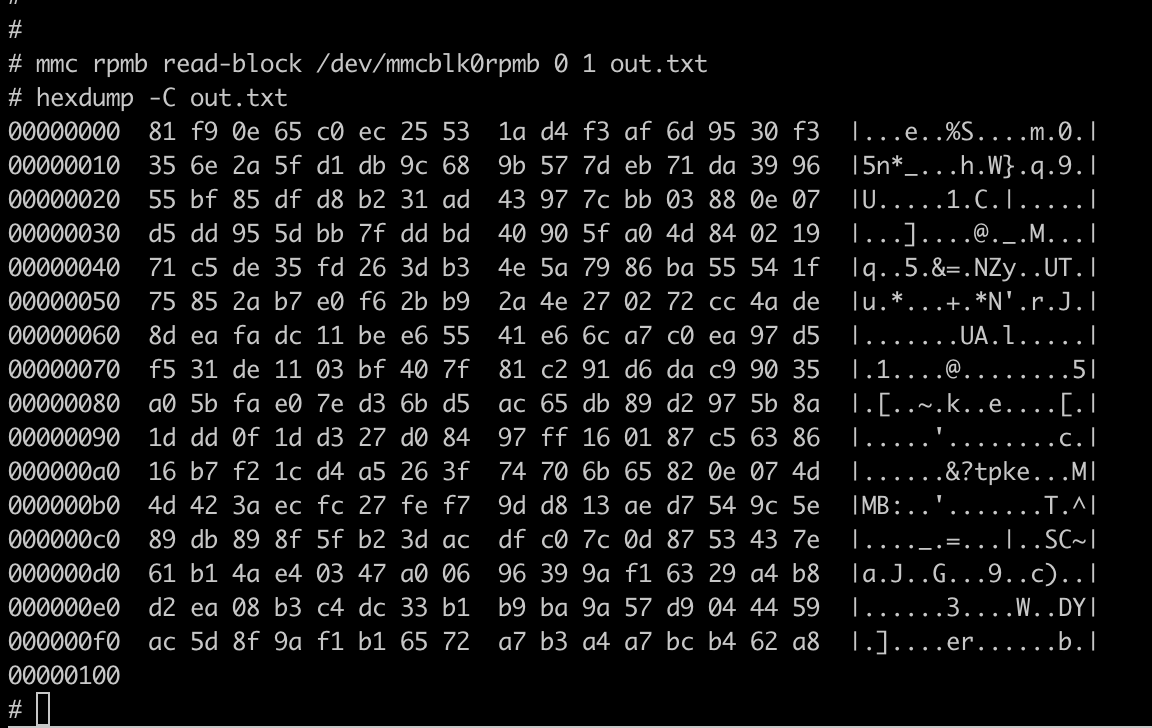 #
#
# mmc rpmb read-block /dev/mmcblk0rpmb 0 1 out.txt
# hexdump -C out.txt
00000000  81 f9 0e 65 c0 ec 25 53  1a d4 f3 af 6d 95 30 f3  |...e..%S....m.0.|
00000010  35 6e 2a 5f d1 db 9c 68  9b 57 7d eb 71 da 39 96  |5n*_...h.W}.q.9.|
00000020  55 bf 85 df d8 b2 31 ad  43 97 7c bb 03 88 0e 07  |U.....1.C.|.....|
00000030  d5 dd 95 5d bb 7f dd bd  40 90 5f a0 4d 84 02 19  |...]....@._.M...|
00000040  71 c5 de 35 fd 26 3d b3  4e 5a 79 86 ba 55 54 1f  |q..5.&=.NZy..UT.|
00000050  75 85 2a b7 e0 f6 2b b9  2a 4e 27 02 72 cc 4a de  |u.*...+.*N'.r.J.|
00000060  8d ea fa dc 11 be e6 55  41 e6 6c a7 c0 ea 97 d5  |.......UA.l.....|
00000070  f5 31 de 11 03 bf 40 7f  81 c2 91 d6 da c9 90 35  |.1....@........5|
00000080  a0 5b fa e0 7e d3 6b d5  ac 65 db 89 d2 97 5b 8a  |.[..~.k..e....[.|
00000090  1d dd 0f 1d d3 27 d0 84  97 ff 16 01 87 c5 63 86  |.....'........c.|
000000a0  16 b7 f2 1c d4 a5 26 3f  74 70 6b 65 82 0e 07 4d  |......&?tpke...M|
000000b0  4d 42 3a ec fc 27 fe f7  9d d8 13 ae d7 54 9c 5e  |MB:..'.......T.^|
000000c0  89 db 89 8f 5f b2 3d ac  df c0 7c 0d 87 53 43 7e  |...._.=...|..SC~|
000000d0  61 b1 4a e4 03 47 a0 06  96 39 9a f1 63 29 a4 b8  |a.J..G...9..c)..|
000000e0  d2 ea 08 b3 c4 dc 33 b1  b9 ba 9a 57 d9 04 44 59  |......3....W..DY|
000000f0  ac 5d 8f 9a f1 b1 65 72  a7 b3 a4 a7 bc b4 62 a8  |.]....er......b.|
00000100
#